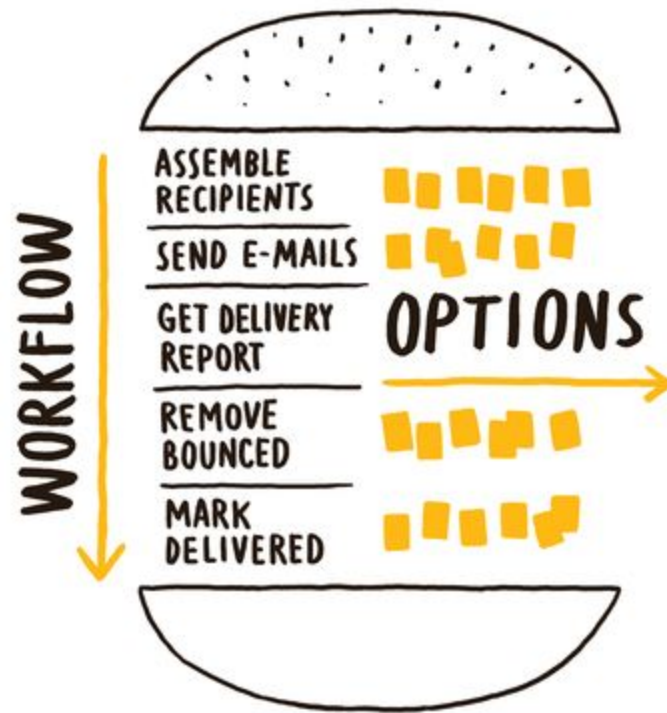 WORKFLOW
ASSEMBLE
RECIPIENTS
SEND E-MAILS
GET DELIVERY
REPORT
OPTIONS
REMOVE
BOUNCED
MARK
DELIVERED